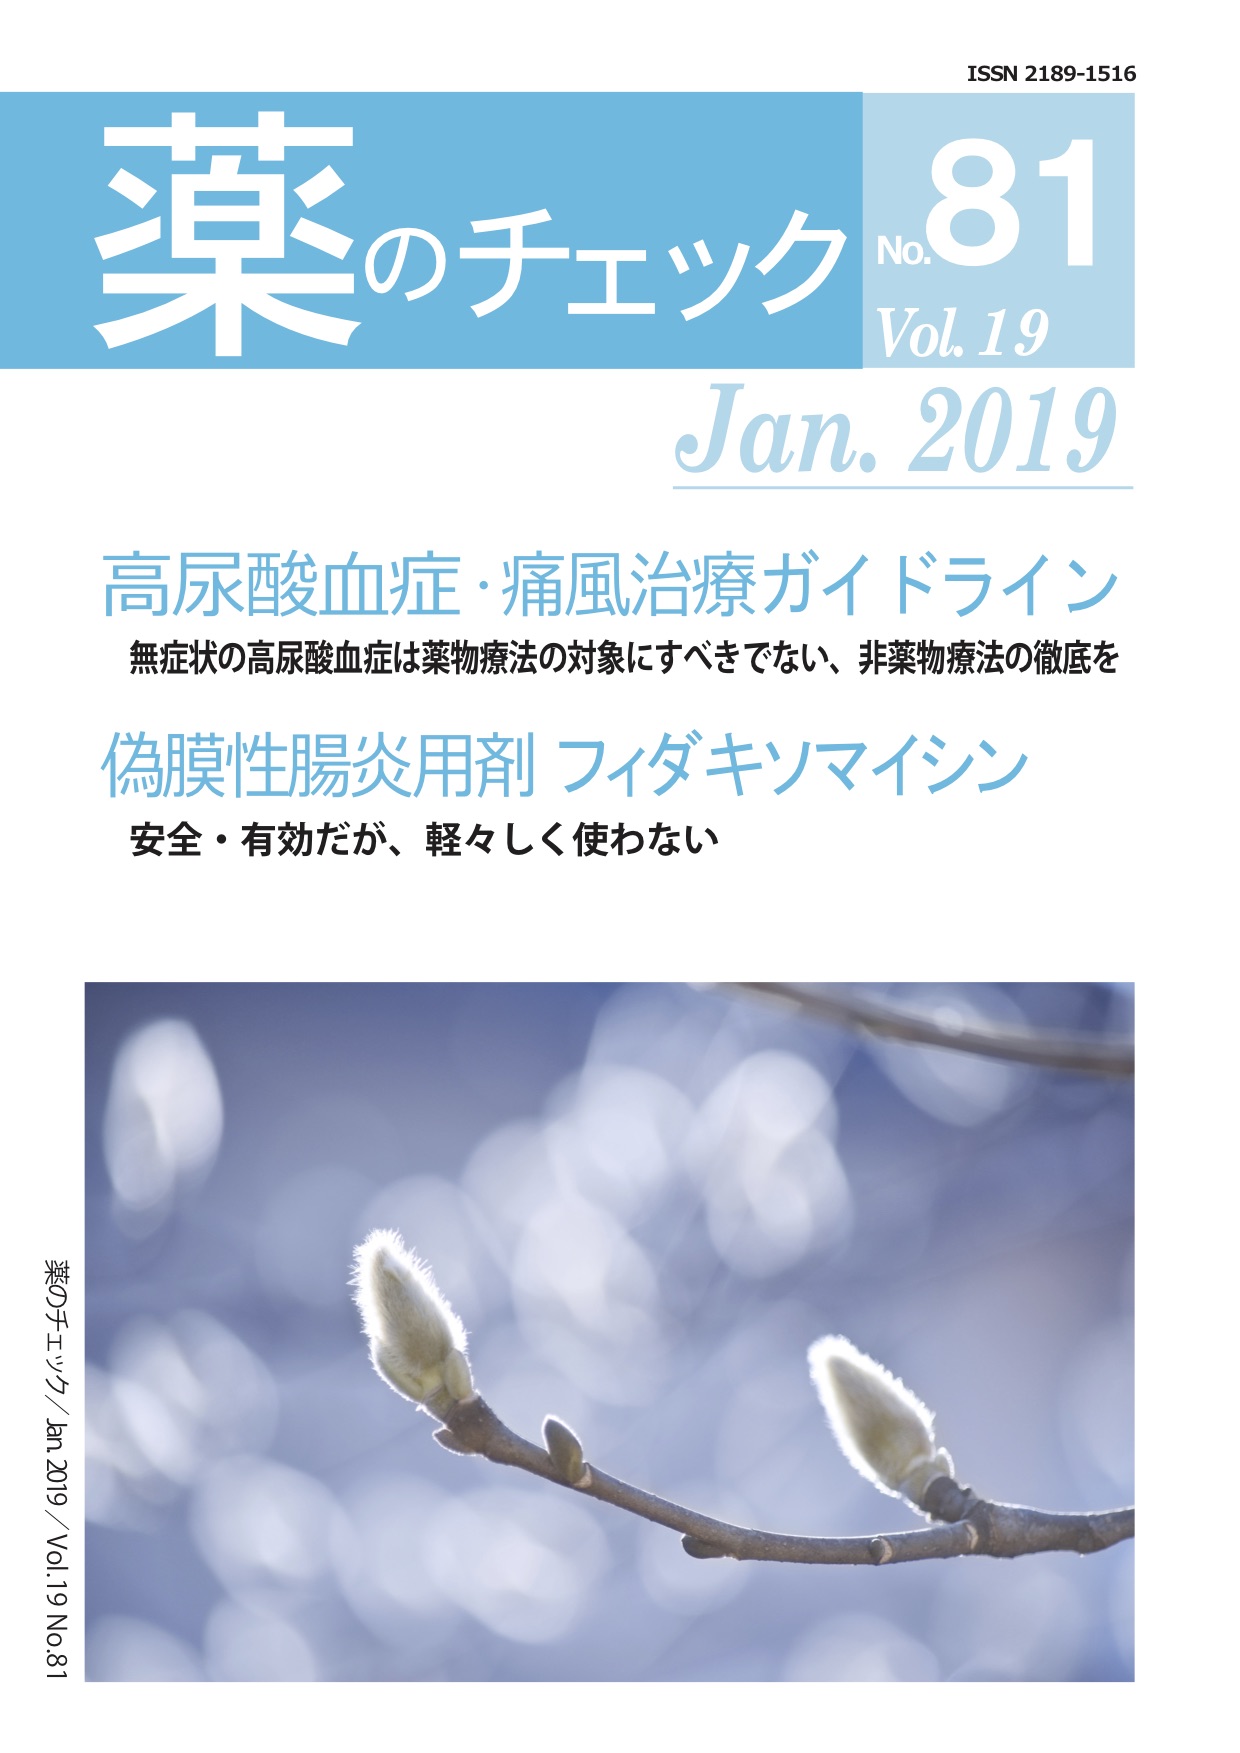 ISSN 2189-1516
薬のチェック
No.81
Vol. 19
Jan. 2019
高尿酸血症・痛風治療ガイドライン
無症状の高尿酸血症は薬物療法の対象にすべきでない、非薬物療法の徹底を
偽膜性腸炎用剤 フィダキソマイシン
安全・有効だが、軽々しく使わない
薬のチェック／Jan. 2019／Vol.19 No.81